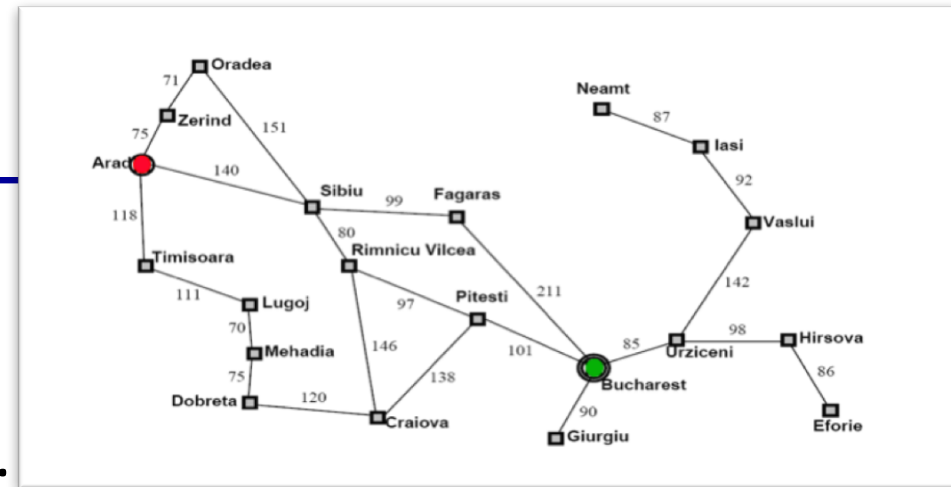 Oradea
71
Neamt
87
Zerind
151
75
Iasi
Arad
140
92
Sibiu
99
Fagaras
118
80
Vaslui
Timisoara
Rimnicu Vilcea
142
111
211
Lugoj
97
Pitesti
70
98
Hirsova
Mehadia
146
101
85
Urziceni
75
138
86
Bucharest
Dobreta
120
90
Craiova
Eforie
Giurgiu